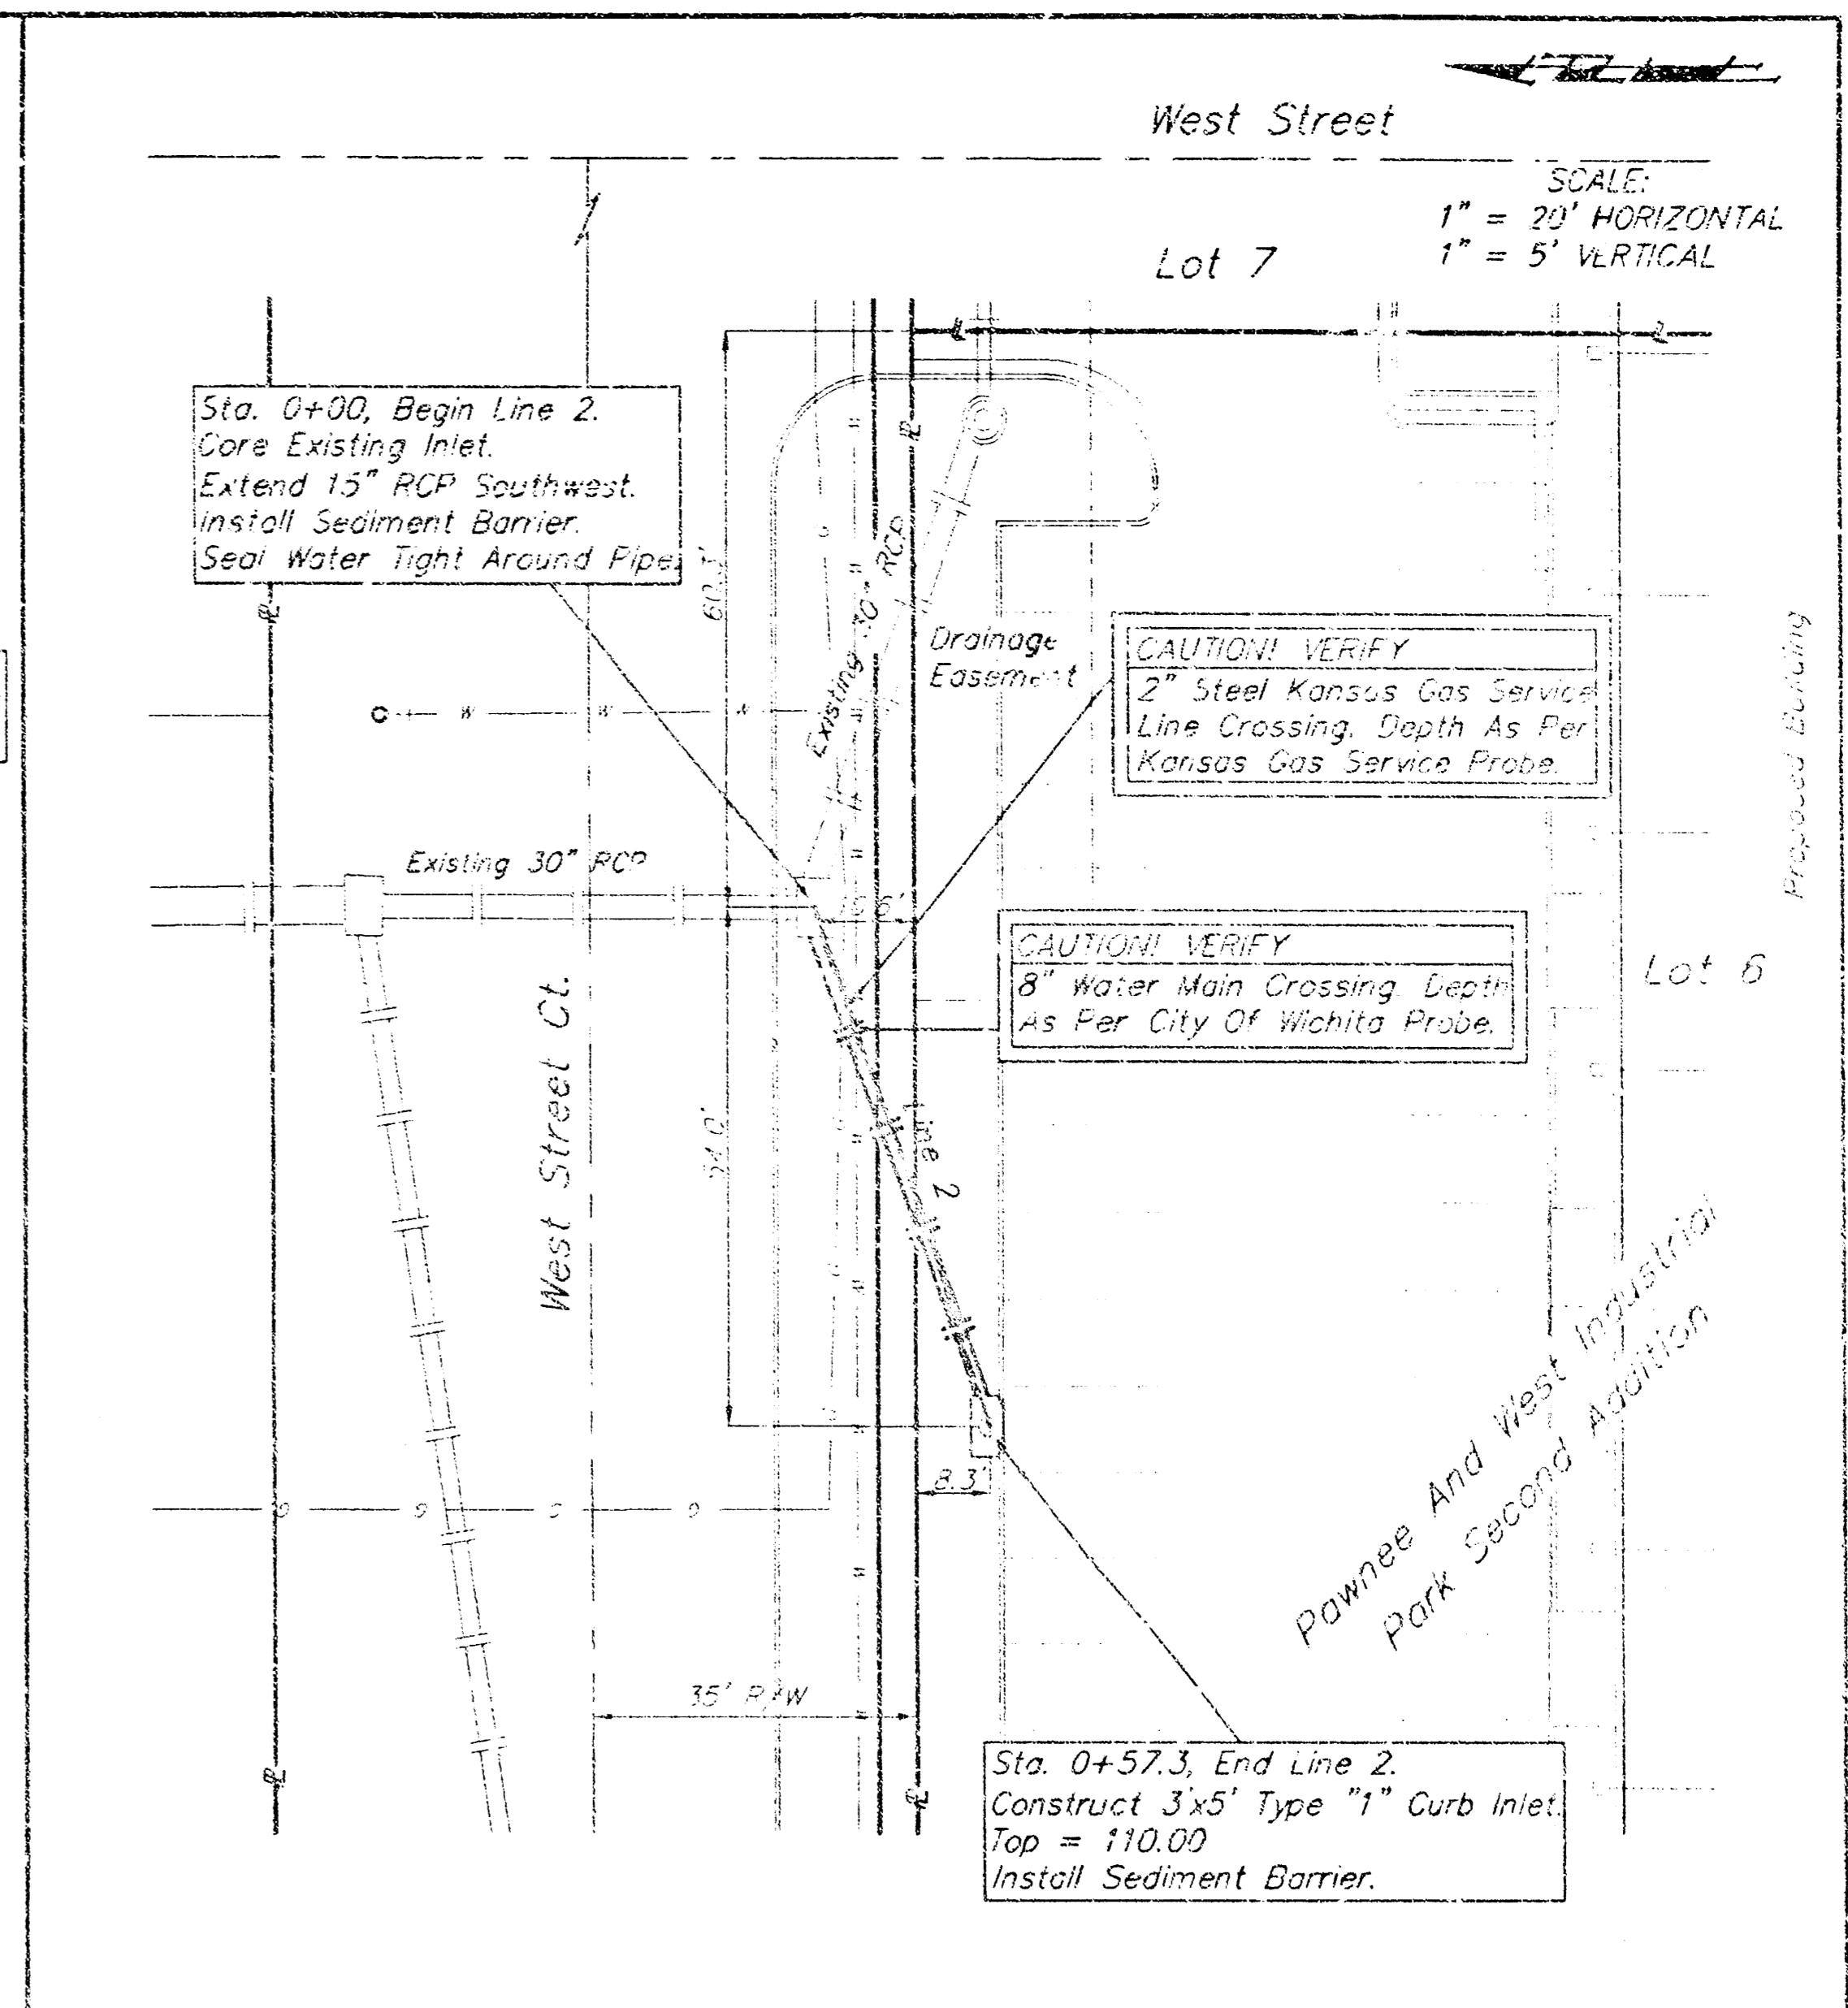 West Street
SCALE:
1" = 20' HORIZONTAL
1" = 5' VERTICAL
Lot 7
Sta. 0+00, Begin Line 2.
Core Existing Inlet.
Extend 15" RCP Southwest.
Install Sediment Barrier.
Seal Water Tight Around Pipe.
Existing 30" RCP
Drainage
Easement
CAUTION! VERIFY
2" Steel Kansas Gas Service
Line Crossing. Depth As Per
Kansas Gas Service Probe.
Proposed Building
Existing 30" RCP
CAUTION! VERIFY
8" Water Main Crossing. Depth
As Per City Of Wichita Probe.
Lot 6
West Street Ct.
54.0'
Line 2
8.3'
Pawnee And West Industrial
Park Second Addition
35' R/W
Sta. 0+57.3, End Line 2.
Construct 3'x5' Type "1" Curb Inlet.
Top = 110.00
Install Sediment Barrier.